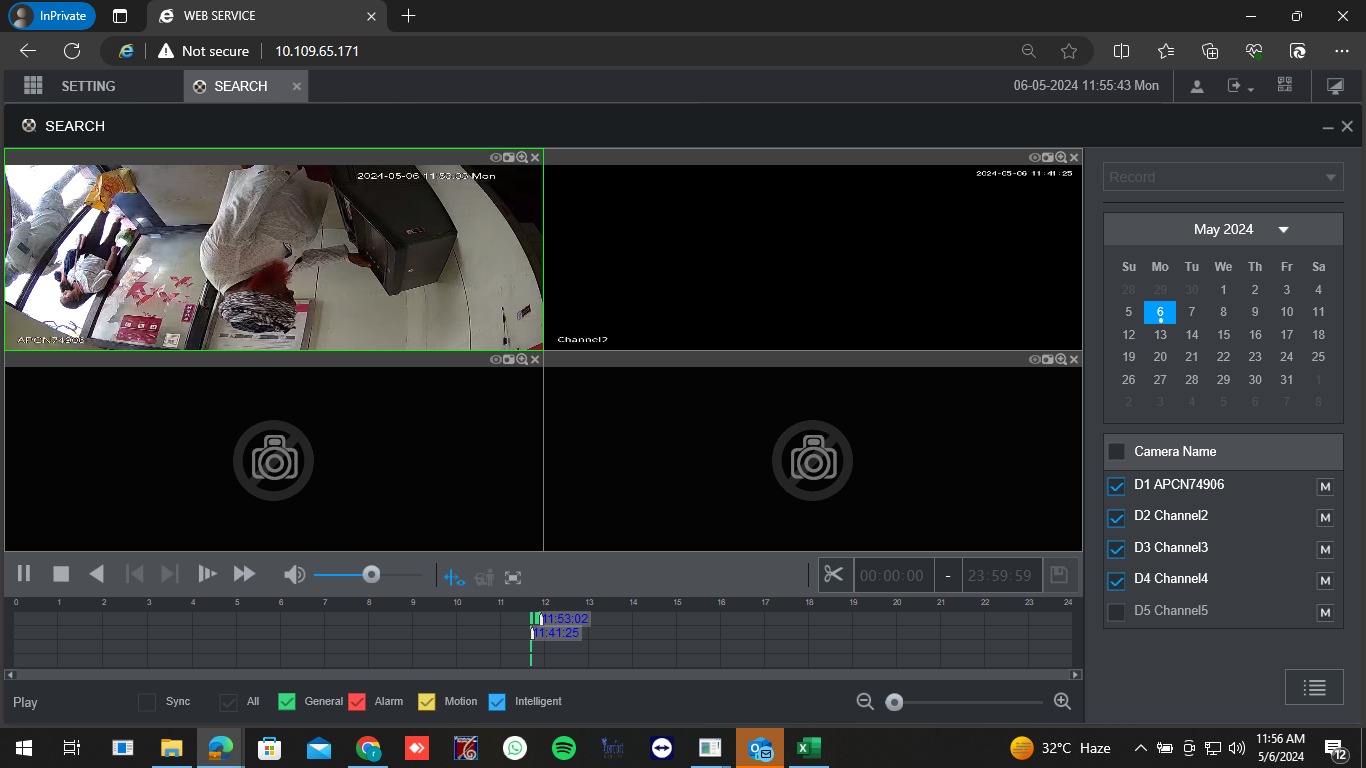 InPrivate
WEB SERVICE
Not secure
10.109.65.171
SETTING
SEARCH
06-05-2024 11:55:43 Mon
SEARCH
2024-05-06 11:53:03 Mon
2024-05-06 11:41:25
Record
May 2024
Su Mo Tu We Th Fr Sa
28 29 30 1 2 3 4
5 6 7 8 9 10 11
12 13 14 15 16 17 18
19 20 21 22 23 24 25
26 27 28 29 30 31 1
2 3 4 5 6 7 8
APCN74906
Channel2
Camera Name
D1 APCN74906 M
D2 Channel2 M
D3 Channel3 M
D4 Channel4 M
D5 Channel5 M
00:00:00 - 23:59:59
0 1 2 3 4 5 6 7 8 9 10 11 12 13 14 15 16 17 18 19 20 21 22 23 24
11:53:02
11:41:25
Play Sync All General Alarm Motion Intelligent
32°C Haze
11:56 AM
5/6/2024
12